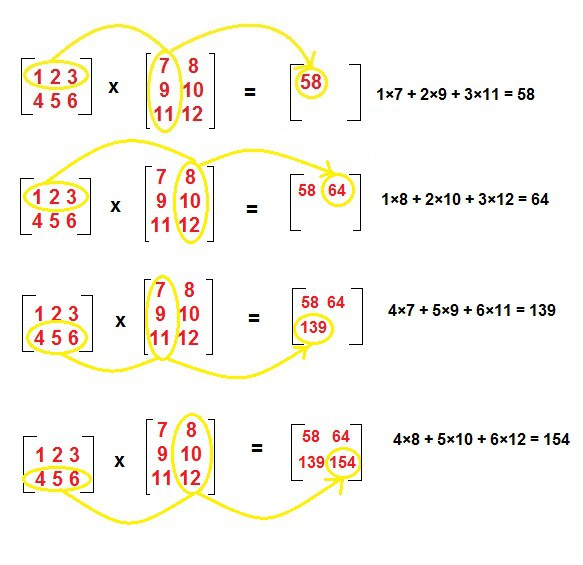 1 2 3
4 5 6
x
7 8
9 10
11 12
=
58
1×7 + 2×9 + 3×11 = 58
1 2 3
4 5 6
x
7 8
9 10
11 12
=
58 64
1×8 + 2×10 + 3×12 = 64
1 2 3
4 5 6
x
7 8
9 10
11 12
=
58 64
139
4×7 + 5×9 + 6×11 = 139
1 2 3
4 5 6
x
7 8
9 10
11 12
=
58 64
139 154
4×8 + 5×10 + 6×12 = 154